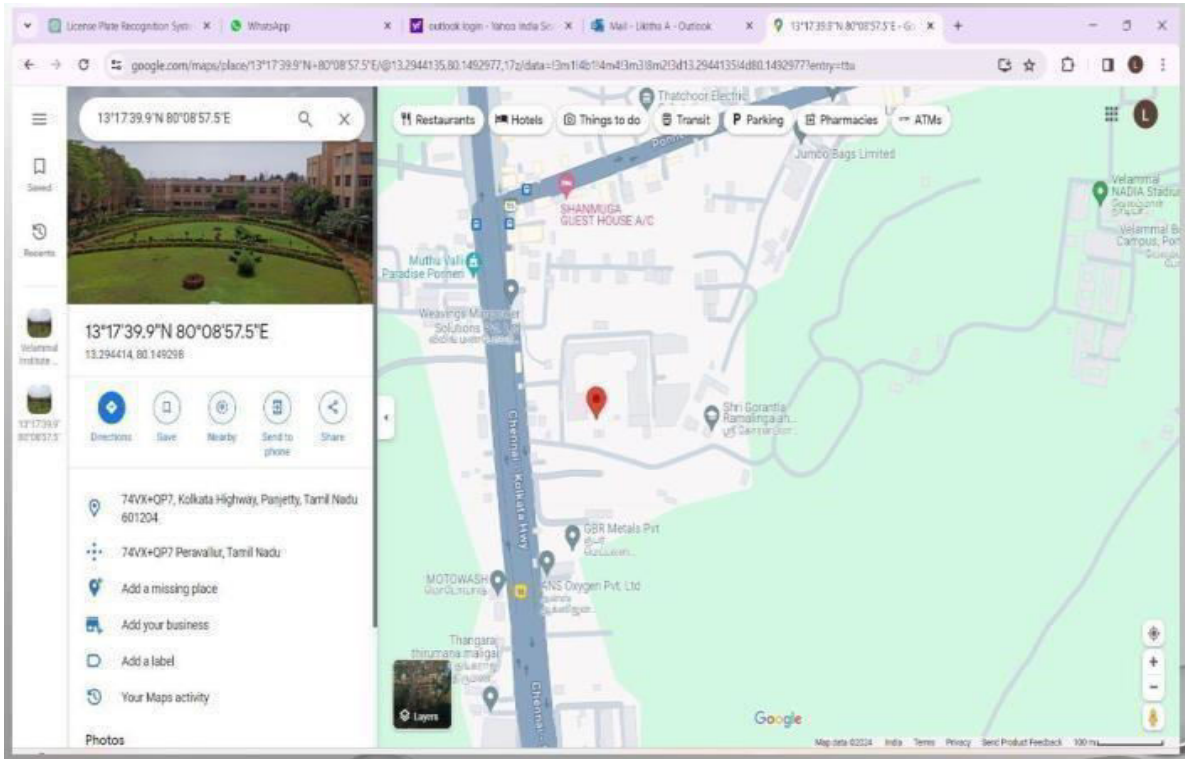 License Plate Recognition Syst
WhatsApp
outlook login - Yahoo India Se
Mail - Likitha A - Outlook
13°17'39.9"N 80°08'57.5"E - Go
google.com/maps/place/13°17'39.9"N+80°08'57.5"E/@13.2944135,80.1492977,17z/data=!3m1!4b1!4m4!3m3!8m2!3d13.2944135!4d80.1492977?entry=ttu
13°17'39.9"N 80°08'57.5"E
Restaurants
Hotels
Things to do
Transit
Parking
Pharmacies
ATMs
L
Saved
Recents
Velammal
Institute ...
13°17'39.9"
80°08'57.5"
13°17'39.9"N 80°08'57.5"E
13.294414, 80.149298
Directions
Save
Nearby
Send to
phone
Share
74VX+QP7, Kolkata Highway, Panjetty, Tamil Nadu
601204
74VX+QP7 Peravallur, Tamil Nadu
Add a missing place
Add your business
Add a label
Your Maps activity
Photos
Thatchoor Electric
Jumbo Bags Limited
Velammal
NADIA Stadiu
Velammal B
Campus, Pon
SHANMUGA
GUEST HOUSE A/C
Muthu Valli
Paradise Ponneri
Weavings Manpower
Solutions
Shri Gorantla
Ramalingaiah...
Chennai - Kolkata Hwy
GBR Metals Pvt
MOTOWASH
ANS Oxygen Pvt, Ltd
Thangara
thirumana maligai
Chennai
Layers
Google
Map data ©2024
India
Terms
Privacy
Send Product Feedback
100 m